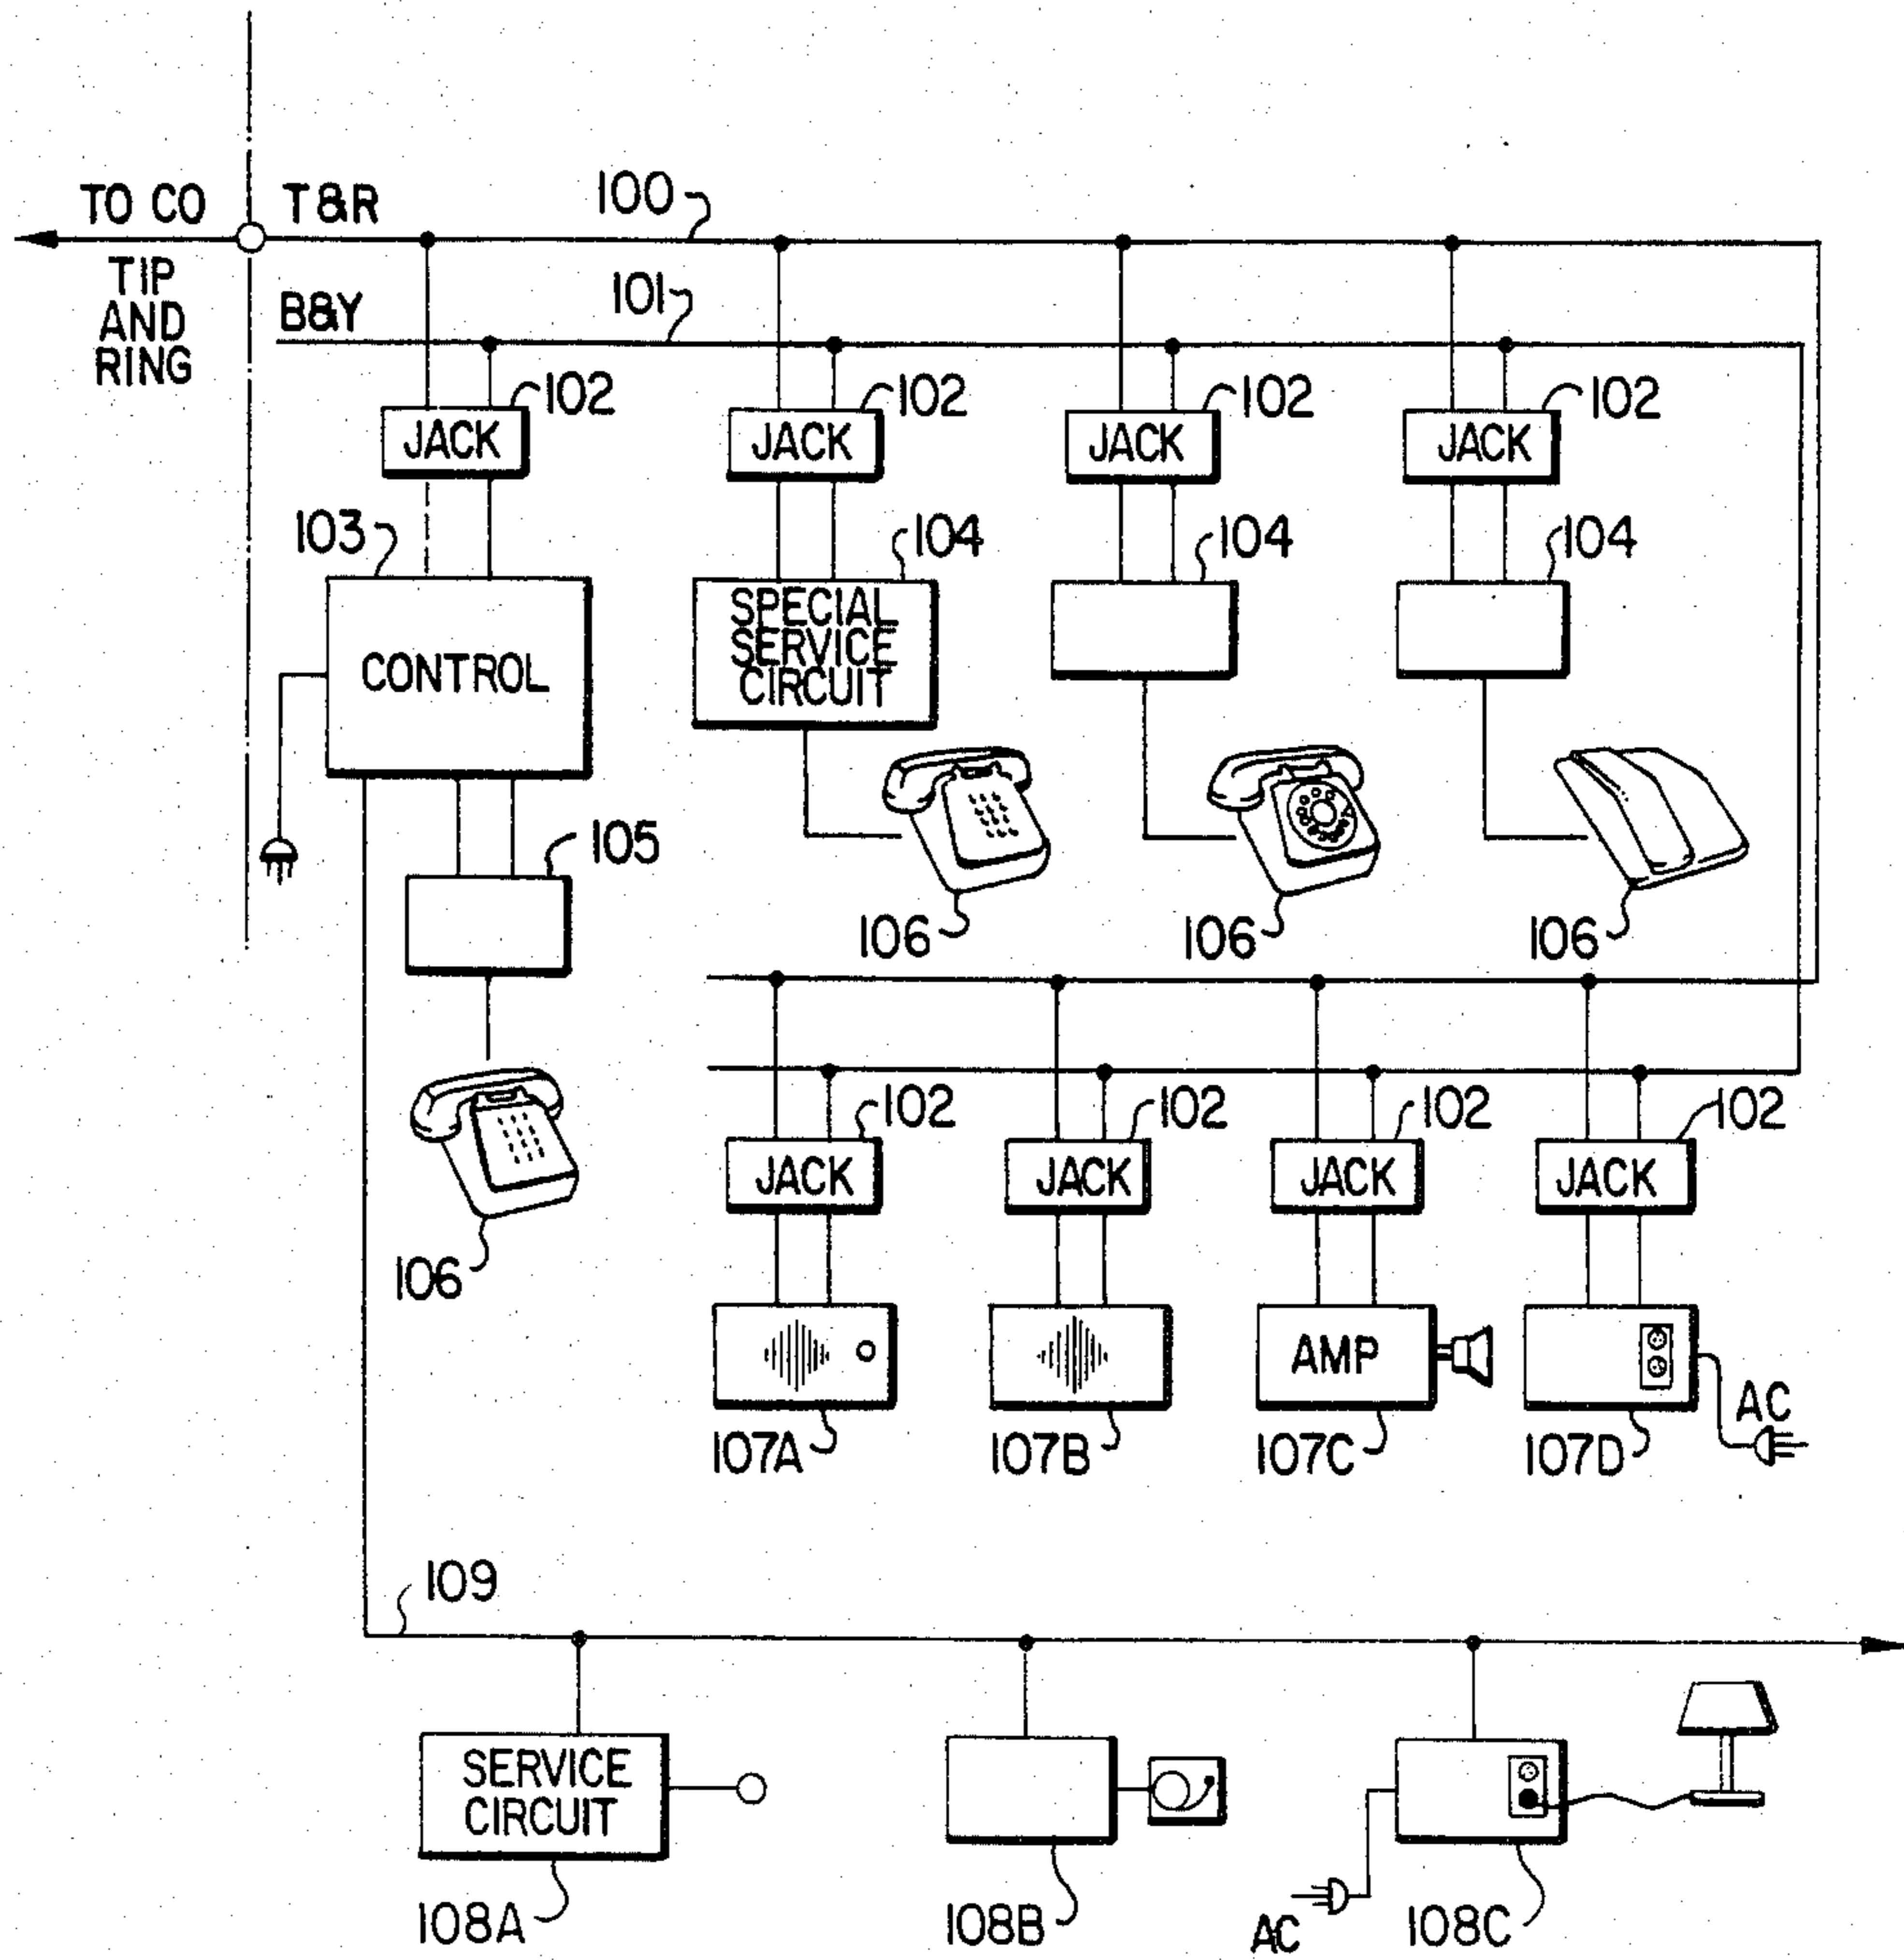 TO CO
T&R
100
TIP
AND
RING
B&Y
101
102
102
102
102
JACK
JACK
JACK
JACK
103
104
104
104
CONTROL
SPECIAL
SERVICE
CIRCUIT
105
106
106
106
102
102
102
102
JACK
JACK
JACK
JACK
106
AMP
AC
107A
107B
107C
107D
109
SERVICE
CIRCUIT
108A
108B
AC
108C